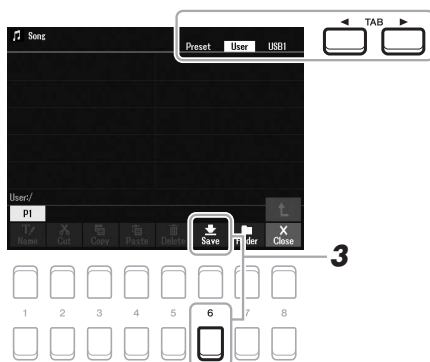 ◄ TAB ►
Song
Preset User USB1
User:/
P1
Name Cut Copy Paste Delete Save Folder Close
3
1 2 3 4 5 6 7 8